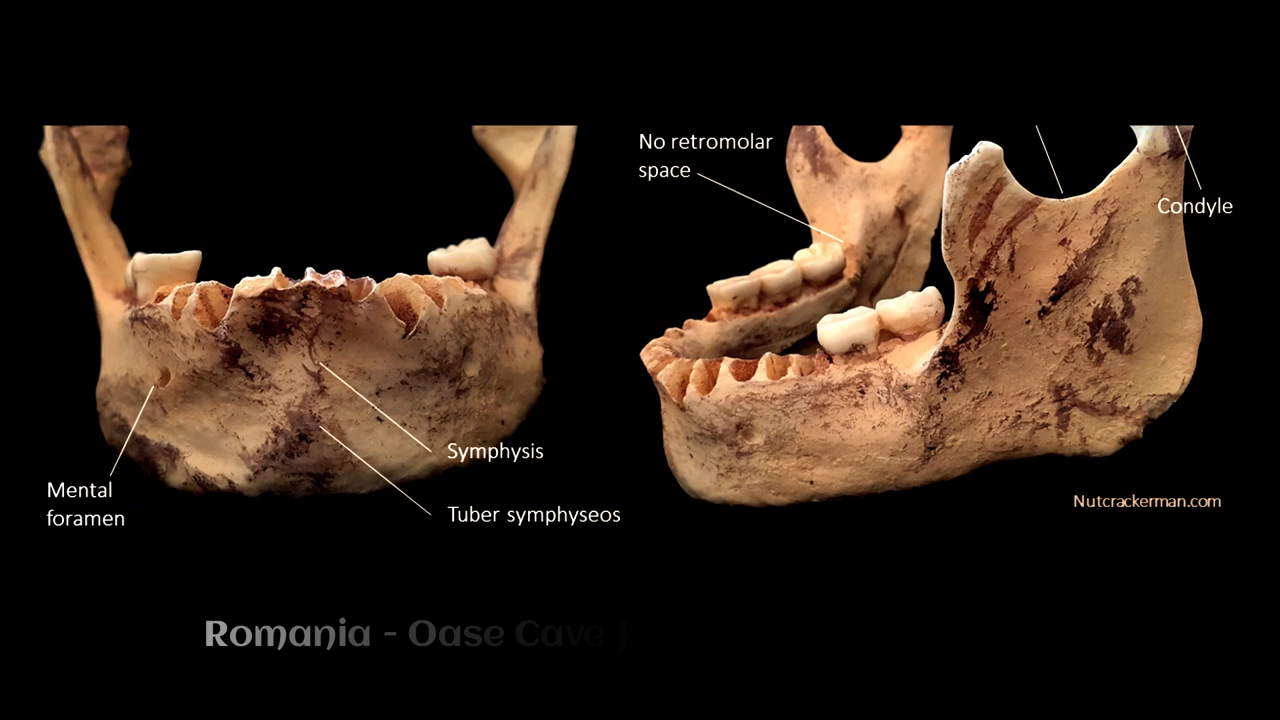 No retromolar
space
Condyle
Symphysis
Mental
foramen
Tuber symphyseos
Nutcrackerman.com
Romania - Oase Cave